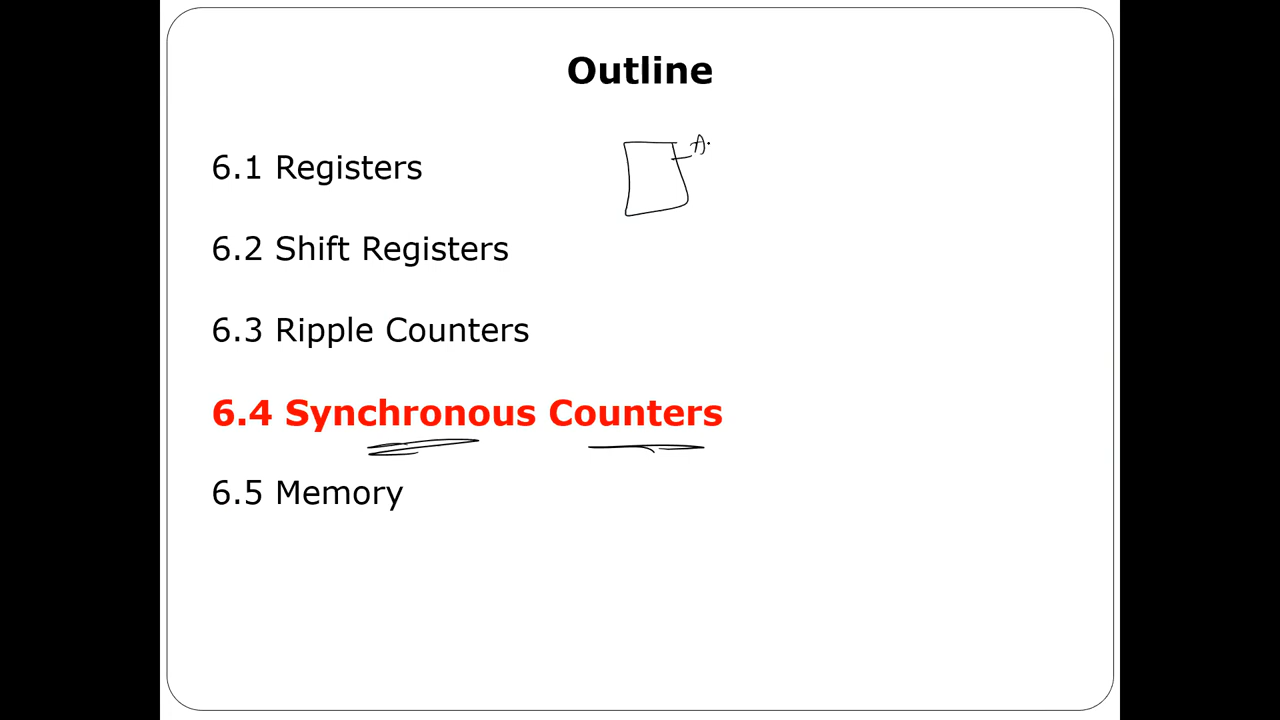 Outline
A.
6.1 Registers
6.2 Shift Registers
6.3 Ripple Counters
6.4 Synchronous Counters
6.5 Memory